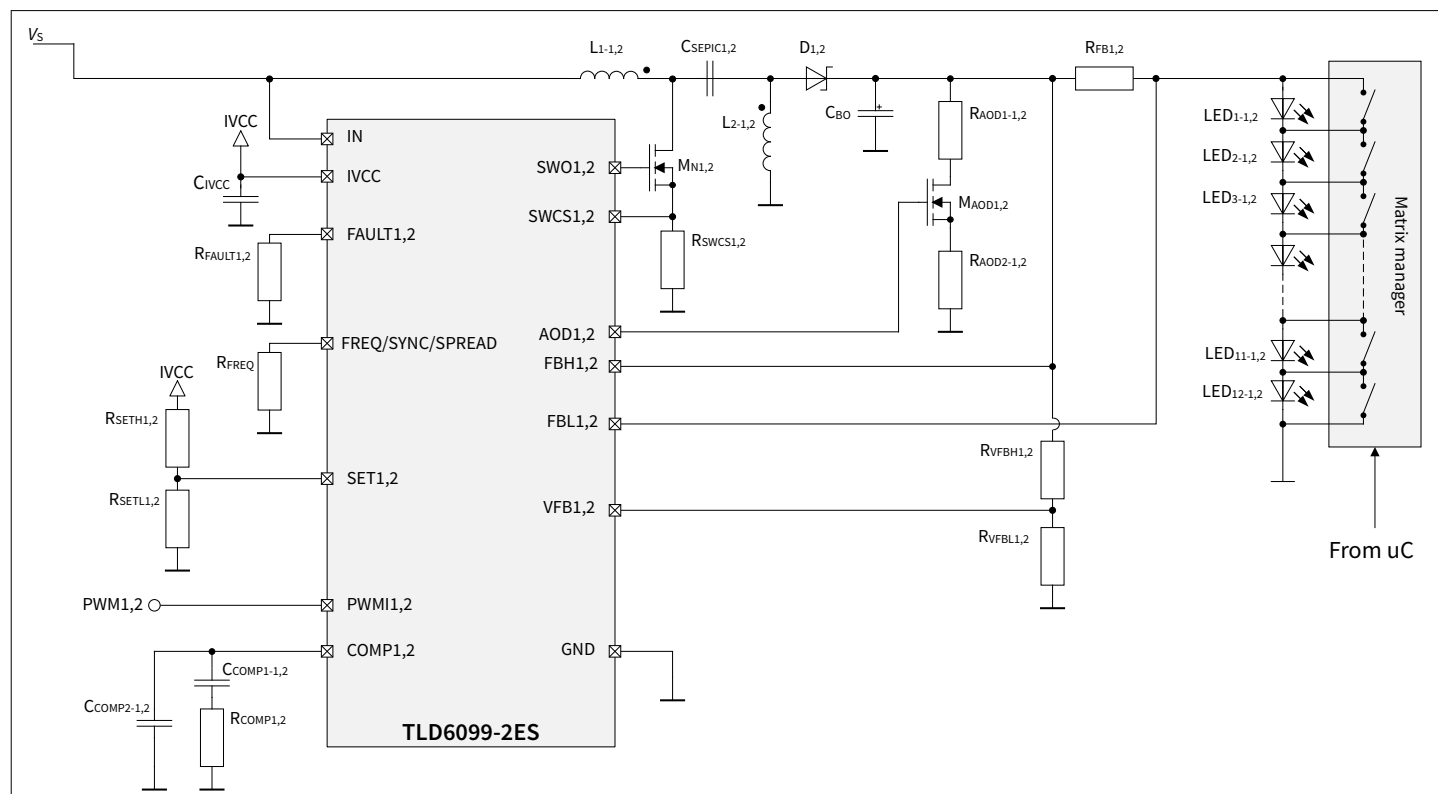 VS
L1-1,2
CSEPIC1,2
D1,2
RFB1,2
CBO
RAOD1-1,2
L2-1,2
LED1-1,2
LED2-1,2
LED3-1,2
LED11-1,2
LED12-1,2
Matrix manager
From uC
IVCC
IN
IVCC
CIVCC
FAULT1,2
RFAULT1,2
FREQ/SYNC/SPREAD
RFREQ
IVCC
RSETH1,2
SET1,2
RSETL1,2
PWM1,2
PWMI1,2
COMP1,2
CCOMP1-1,2
CCOMP2-1,2
RCOMP1,2
SWO1,2
MN1,2
SWCS1,2
RSWCS1,2
MAOD1,2
RAOD2-1,2
AOD1,2
FBH1,2
FBL1,2
RVFBH1,2
VFB1,2
RVFBL1,2
GND
TLD6099-2ES